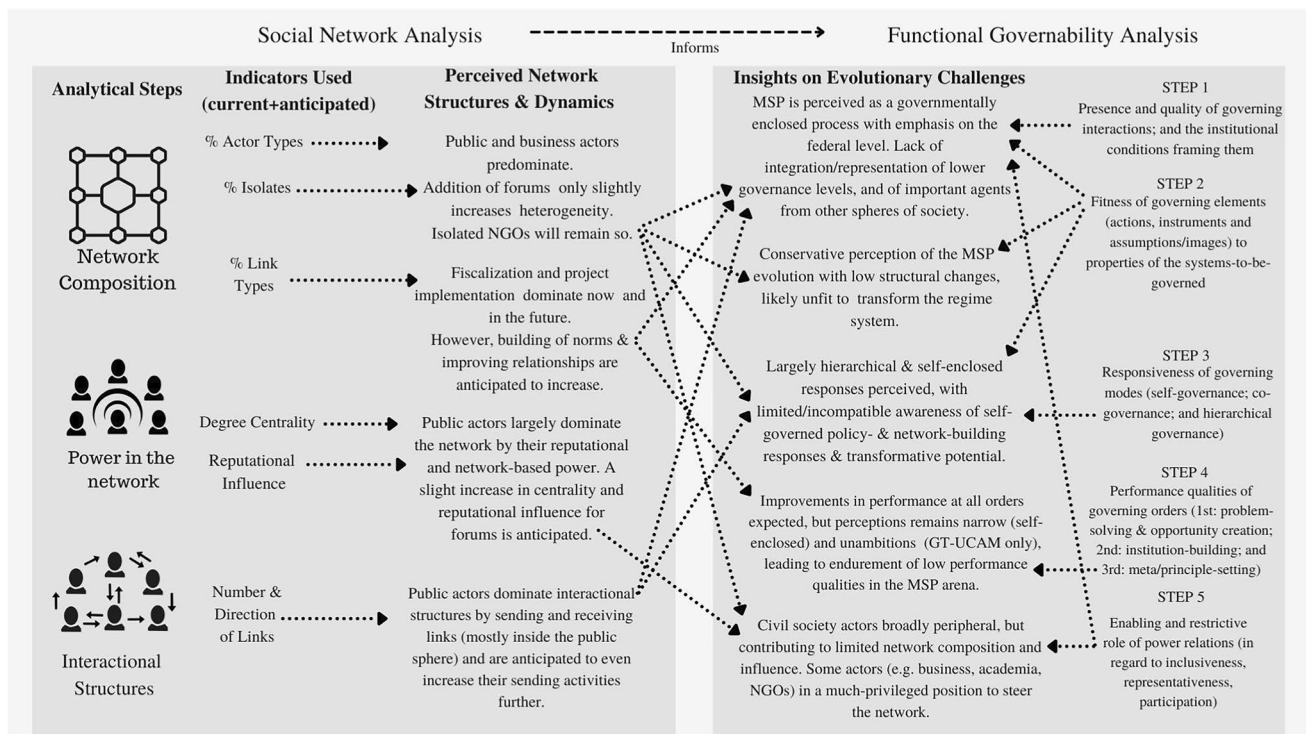 Social Network Analysis
Informs
Functional Governability Analysis
Analytical Steps
Indicators Used
(current+anticipated)
Perceived Network
Structures & Dynamics
Network
Composition
% Actor Types
% Isolates
% Link
Types
Public and business actors
predominate.
Addition of forums only slightly
increases heterogeneity.
Isolated NGOs will remain so.
Fiscalization and project
implementation dominate now and
in the future.
However, building of norms &
improving relationships are
anticipated to increase.
Power in the
network
Degree Centrality
Reputational
Influence
Public actors largely dominate
the network by their reputational
and network-based power. A
slight increase in centrality and
reputational influence for
forums is anticipated.
Interactional
Structures
Number &
Direction
of Links
Public actors dominate interactional
structures by sending and receiving
links (mostly inside the public
sphere) and are anticipated to even
increase their sending activities
further.
Insights on Evolutionary Challenges
MSP is perceived as a governmentally
enclosed process with emphasis on the
federal level. Lack of
integration/representation of lower
governance levels, and of important agents
from other spheres of society.
Conservative perception of the MSP
evolution with low structural changes,
likely unfit to transform the regime
system.
Largely hierarchical & self-enclosed
responses perceived, with
limited/incompatible awareness of self-
governed policy- & network-building
responses & transformative potential.
Improvements in performance at all orders
expected, but perceptions remains narrow (self-
enclosed) and unambitions (GT-UCAM only),
leading to endurement of low performance
qualities in the MSP arena.
Civil society actors broadly peripheral, but
contributing to limited network composition and
influence. Some actors (e.g. business, academia,
NGOs) in a much-privileged position to steer
the network.
STEP 1
Presence and quality of governing
interactions; and the institutional
conditions framing them
STEP 2
Fitness of governing elements
(actions, instruments and
assumptions/images) to
properties of the systems-to-be-
governed
STEP 3
Responsiveness of governing
modes (self-governance; co-
governance; and hierarchical
governance)
STEP 4
Performance qualities of
governing orders (1st: problem-
solving & opportunity creation;
2nd: institution-building; and
3rd: meta/principle-setting)
STEP 5
Enabling and restrictive
role of power relations (in
regard to inclusiveness,
representativeness,
participation)